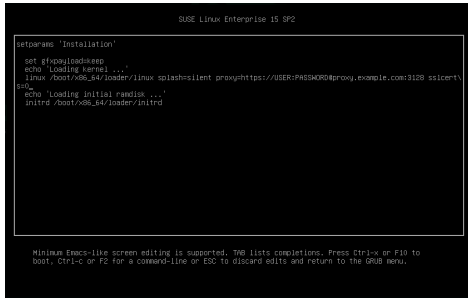 SUSE Linux Enterprise 15 SP2
setparams 'Installation'
set gfxpayload=keep
echo 'Loading kernel ...'
linux /boot/x86_64/loader/linux splash=silent proxy=https://USER:PASSWORD@proxy.example.com:3128 sslcert\
s=0_
echo 'Loading initial ramdisk ...'
initrd /boot/x86_64/loader/initrd
Minimum Emacs-like screen editing is supported. TAB lists completions. Press Ctrl-x or F10 to
boot, Ctrl-c or F2 for a command-line or ESC to discard edits and return to the GRUB menu.